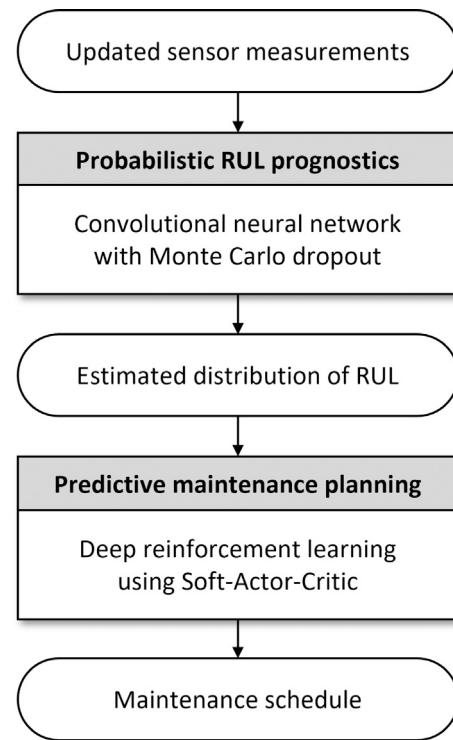 Updated sensor measurements
Probabilistic RUL prognostics
Convolutional neural network
with Monte Carlo dropout
Estimated distribution of RUL
Predictive maintenance planning
Deep reinforcement learning
using Soft-Actor-Critic
Maintenance schedule